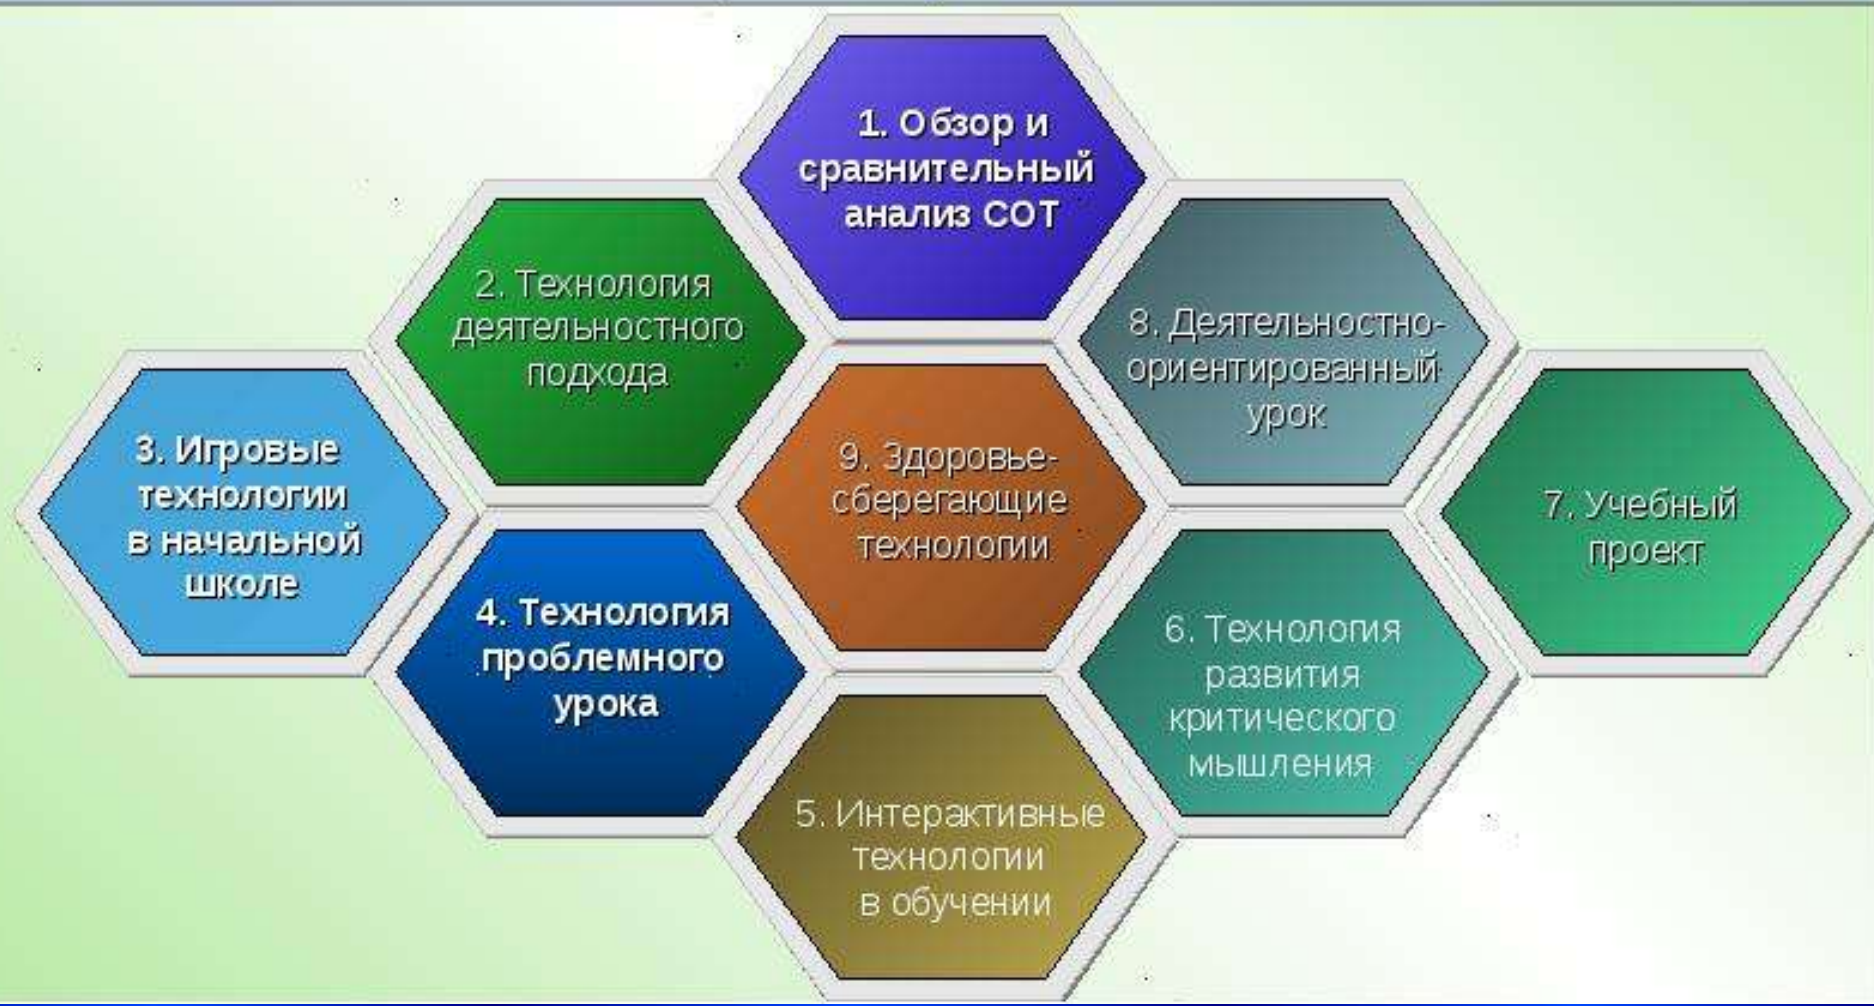 1. Обзор и
сравнительный
анализ СОТ
2. Технология
деятельностного
подхода
3. Игровые
технологии
в начальной
школе
4. Технология
проблемного
урока
5. Интерактивные
технологии
в обучении
6. Технология
развития
критического
мышления
7. Учебный
проект
8. Деятельностно-
ориентированный
урок
9. Здоровье-
сберегающие
технологии